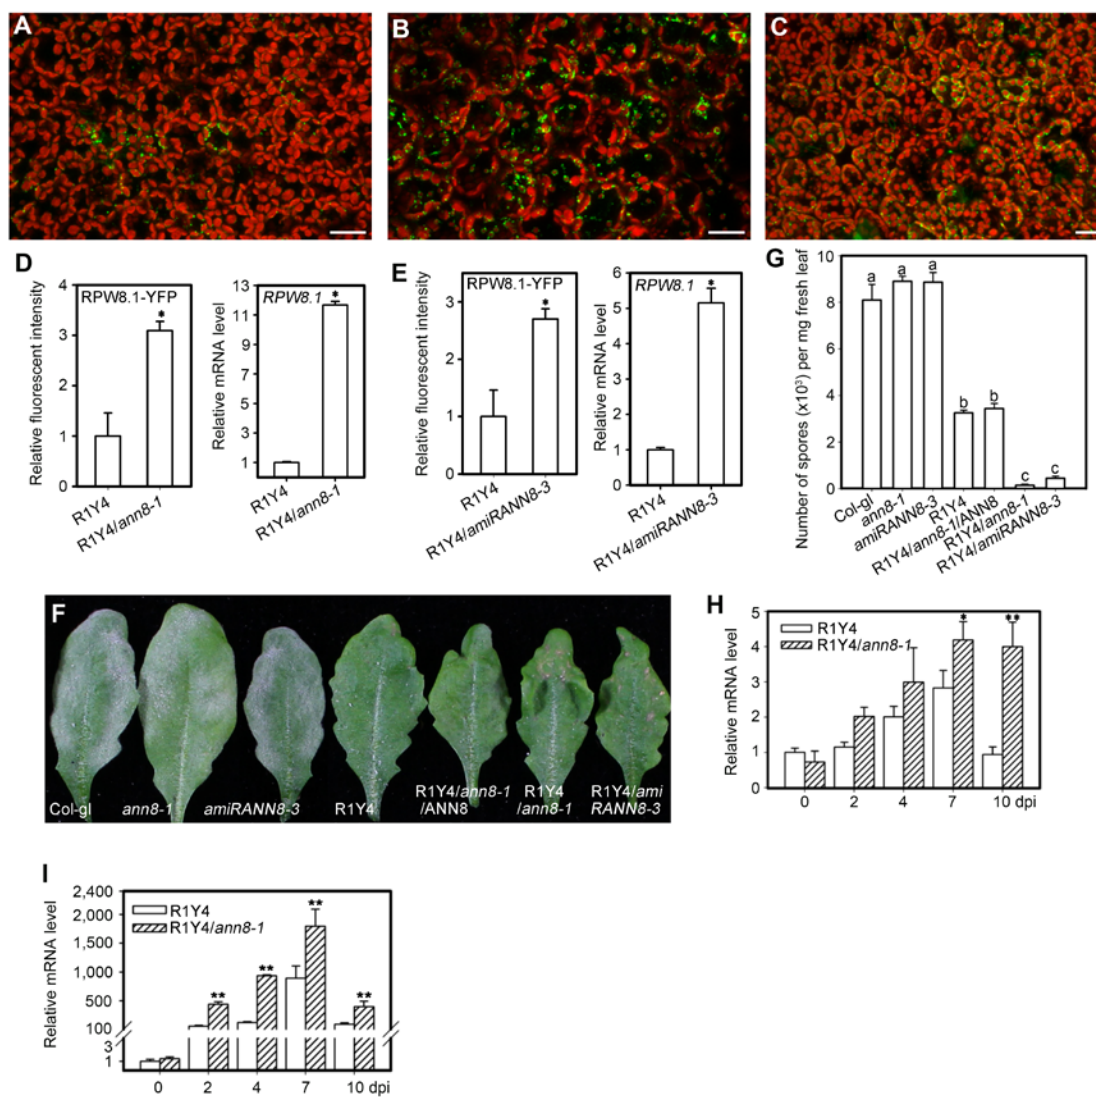 A
B
C
D
RPW8.1-YFP
Relative fluorescent intensity
4
3
2
1
0
R1Y4
R1Y4/ann8-1
RPW8.1
Relative mRNA level
13
11
9
7
5
3
1
R1Y4
R1Y4/ann8-1
E
RPW8.1-YFP
Relative fluorescent intensity
3
2
1
0
R1Y4
R1Y4/amiRANN8-3
RPW8.1
Relative mRNA level
6
5
4
3
2
1
0
R1Y4
R1Y4/amiRANN8-3
G
Number of spores (x10³) per mg fresh leaf
10
8
6
4
2
0
a a a b b c c
Col-gl
ann8-1
amiRANN8-3
R1Y4
R1Y4/ann8-1/ANN8
R1Y4/ann8-1
R1Y4/amiRANN8-3
F
Col-gl ann8-1 amiRANN8-3 R1Y4
R1Y4/ann8-1
/ANN8
R1Y4
/ann8-1
R1Y4/ami
RANN8-3
H
Relative mRNA level
5
4
3
2
1
0
R1Y4
R1Y4/ann8-1
* **
0 2 4 7 10 dpi
I
Relative mRNA level
2,400
2,000
1,000
500
100
3
1
R1Y4
R1Y4/ann8-1
** ** ** **
0 2 4 7 10 dpi